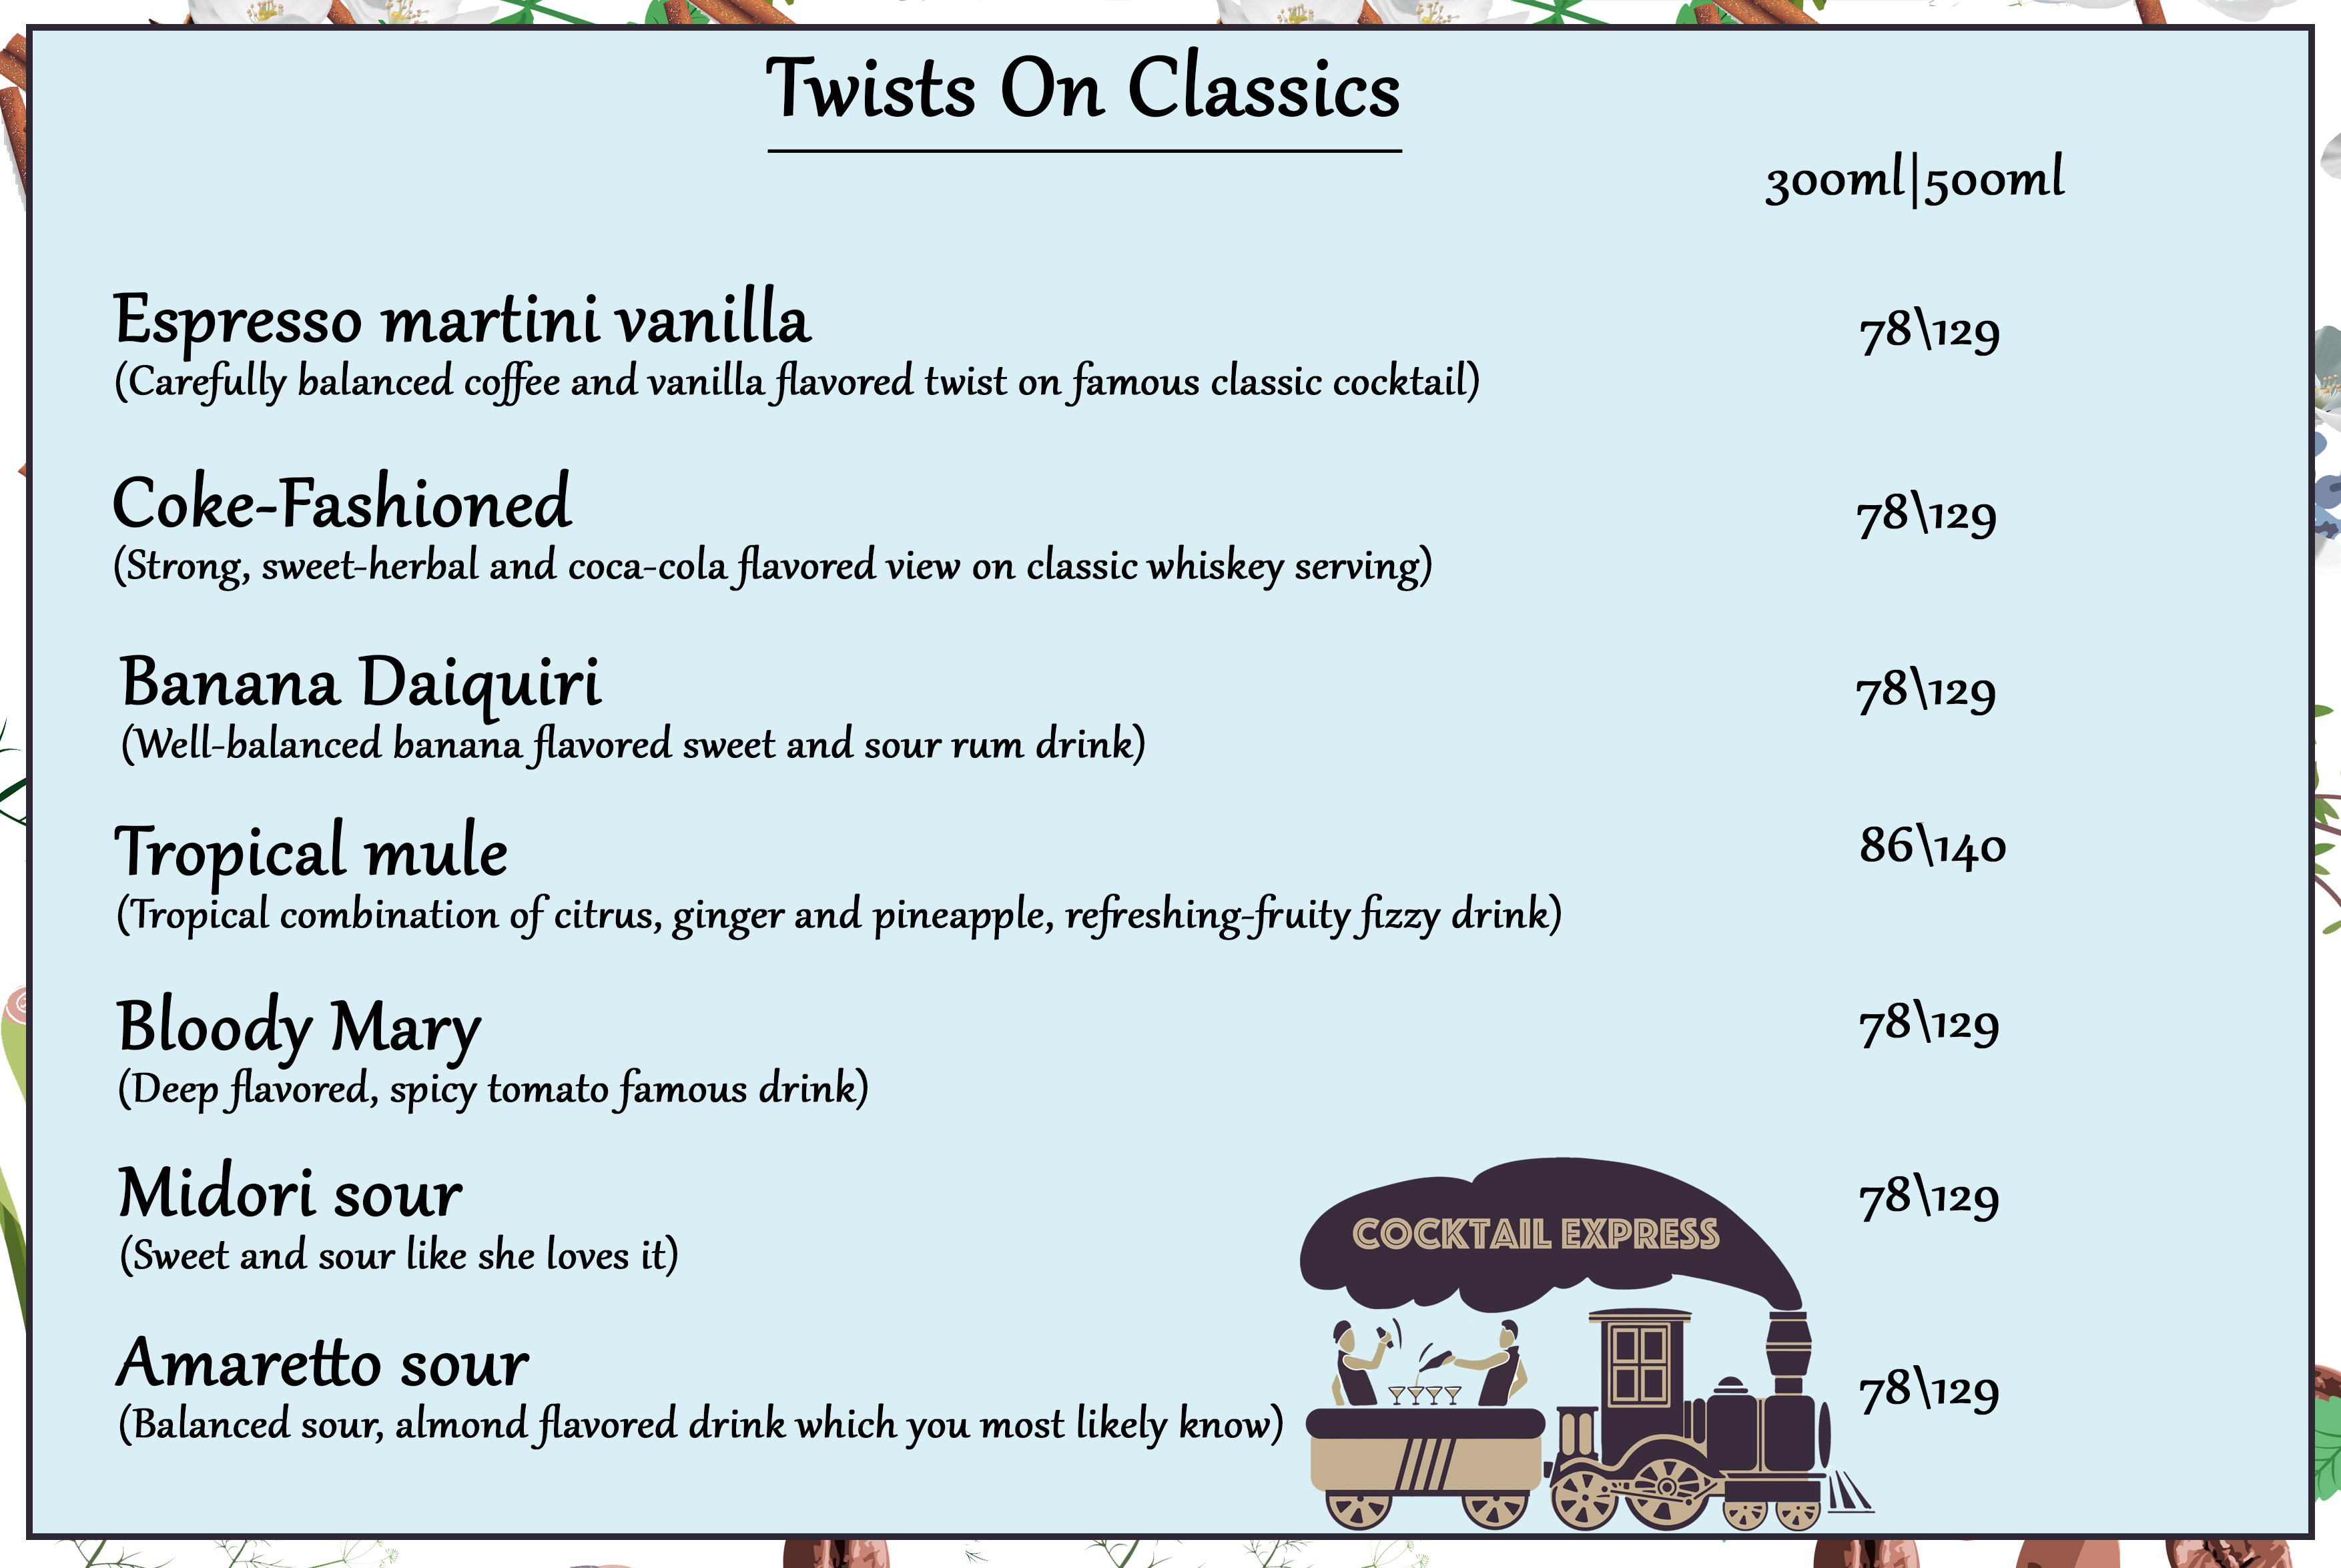 Twists On Classics
300ml|500ml
Espresso martini vanilla
78\129
(Carefully balanced coffee and vanilla flavored twist on famous classic cocktail)
Coke-Fashioned
78\129
(Strong, sweet-herbal and coca-cola flavored view on classic whiskey serving)
Banana Daiquiri
78\129
(Well-balanced banana flavored sweet and sour rum drink)
Tropical mule
86\140
(Tropical combination of citrus, ginger and pineapple, refreshing-fruity fizzy drink)
Bloody Mary
78\129
(Deep flavored, spicy tomato famous drink)
Midori sour
78\129
(Sweet and sour like she loves it)
COCKTAIL EXPRESS
Amaretto sour
78\129
(Balanced sour, almond flavored drink which you most likely know)